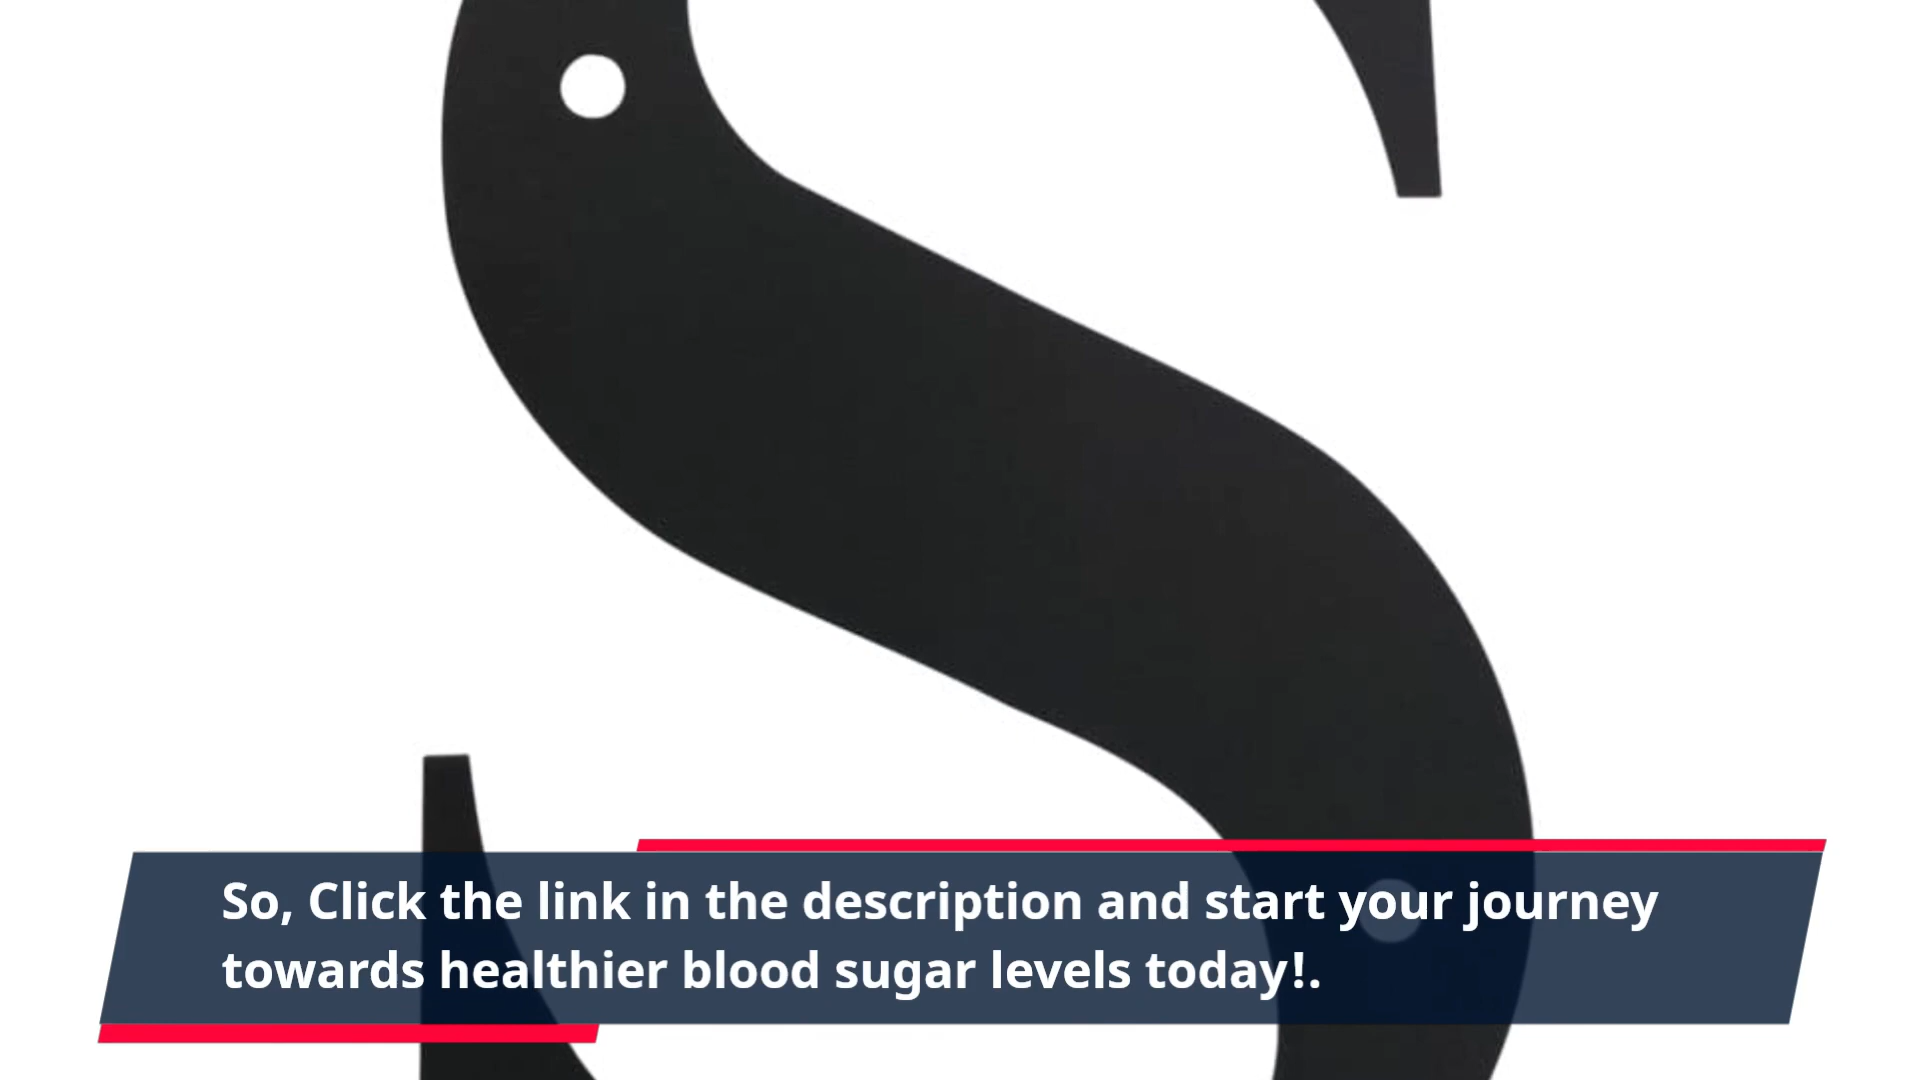 S
So, Click the link in the description and start your journey
towards healthier blood sugar levels today!.